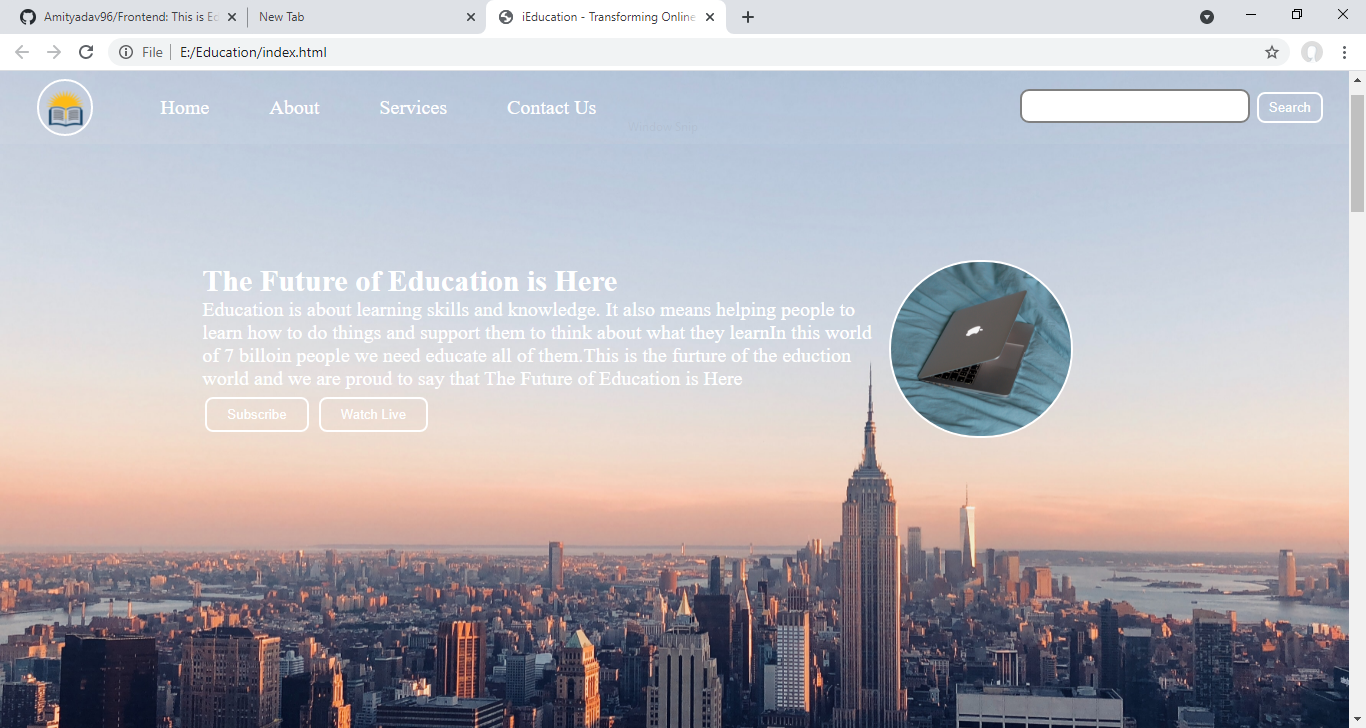 Amityadav96/Frontend: This is Ed
New Tab
iEducation - Transforming Online
File
E:/Education/index.html
Home
About
Services
Contact Us
Search
The Future of Education is Here
Education is about learning skills and knowledge. It also means helping people to
learn how to do things and support them to think about what they learnIn this world
of 7 billoin people we need educate all of them.This is the furture of the eduction
world and we are proud to say that The Future of Education is Here
Subscribe
Watch Live